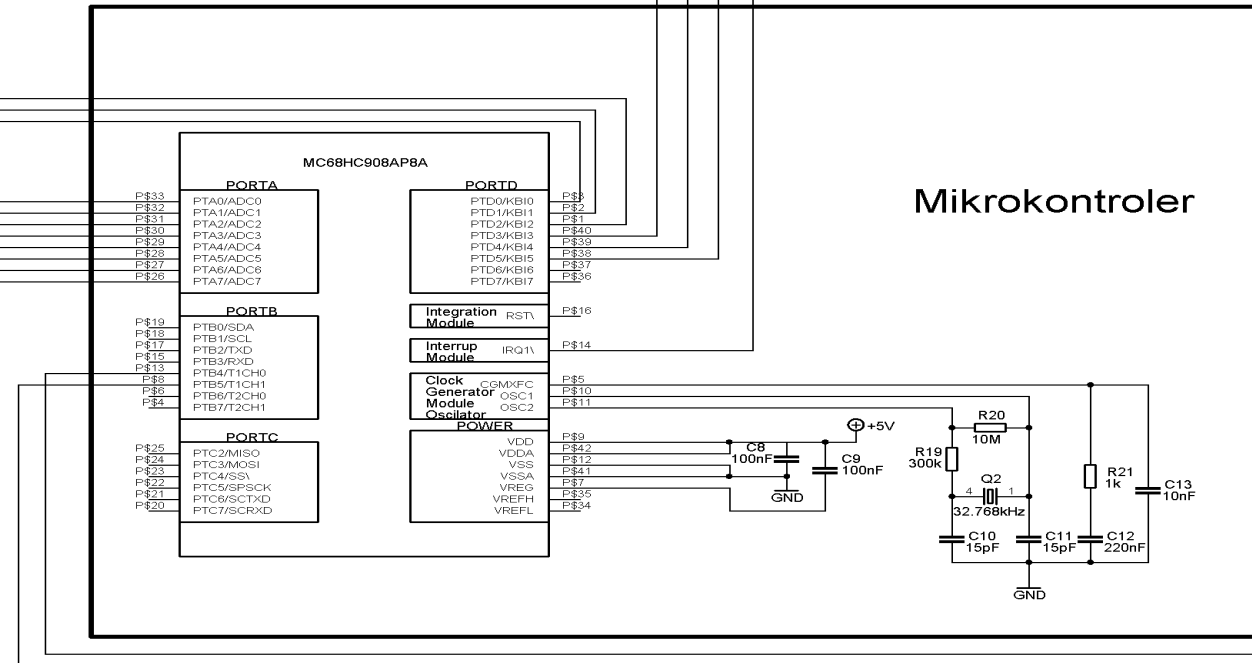 MC68HC908AP8A
Mikrokontroler
PORTA
P$33 PTA0/ADC0
P$32 PTA1/ADC1
P$31 PTA2/ADC2
P$30 PTA3/ADC3
P$29 PTA4/ADC4
P$28 PTA5/ADC5
P$27 PTA6/ADC6
P$26 PTA7/ADC7
PORTB
P$19 PTB0/SDA
P$18 PTB1/SCL
P$17 PTB2/TXD
P$15 PTB3/RXD
P$13 PTB4/T1CH0
P$8 PTB5/T1CH1
P$6 PTB6/T2CH0
P$4 PTB7/T2CH1
PORTC
P$25 PTC2/MISO
P$24 PTC3/MOSI
P$23 PTC4/SS\
P$22 PTC5/SPSCK
P$21 PTC6/SCTXD
P$20 PTC7/SCRXD
PORTD
PTD0/KBI0 P$3
PTD1/KBI1 P$2
PTD2/KBI2 P$1
PTD3/KBI3 P$40
PTD4/KBI4 P$39
PTD5/KBI5 P$38
PTD6/KBI6 P$37
PTD7/KBI7 P$36
Integration
Module
RST\ P$16
Interrup
Module
IRQ1\ P$14
Clock
Generator
Module
Oscilator
CGMXFC P$5
OSC1 P$10
OSC2 P$11
POWER
VDD P$9
VDDA P$42
VSS P$12
VSSA P$41
VREG P$7
VREFH P$35
VREFL P$34
+5V
C8
100nF
C9
100nF
GND
R20
10M
R19
300k
Q2
4 1
32.768kHz
R21
1k
C13
10nF
C10
15pF
C11
15pF
C12
220nF
GND